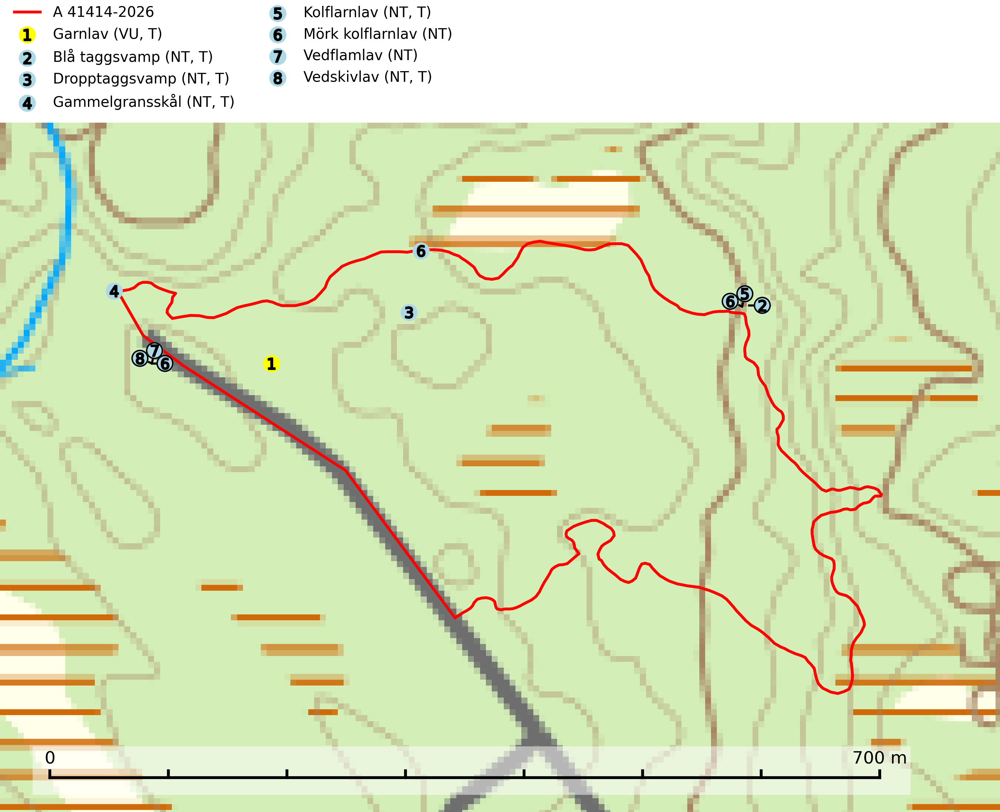 A 41414-2026
1 Garnlav (VU, T)
2 Blå taggsvamp (NT, T)
3 Dropptaggsvamp (NT, T)
4 Gammelgransskål (NT, T)
5 Kolflarnlav (NT, T)
6 Mörk kolflarnlav (NT)
7 Vedflamlav (NT)
8 Vedskivlav (NT, T)
6
4
5
6
2
3
7
8
6
1
0
700 m